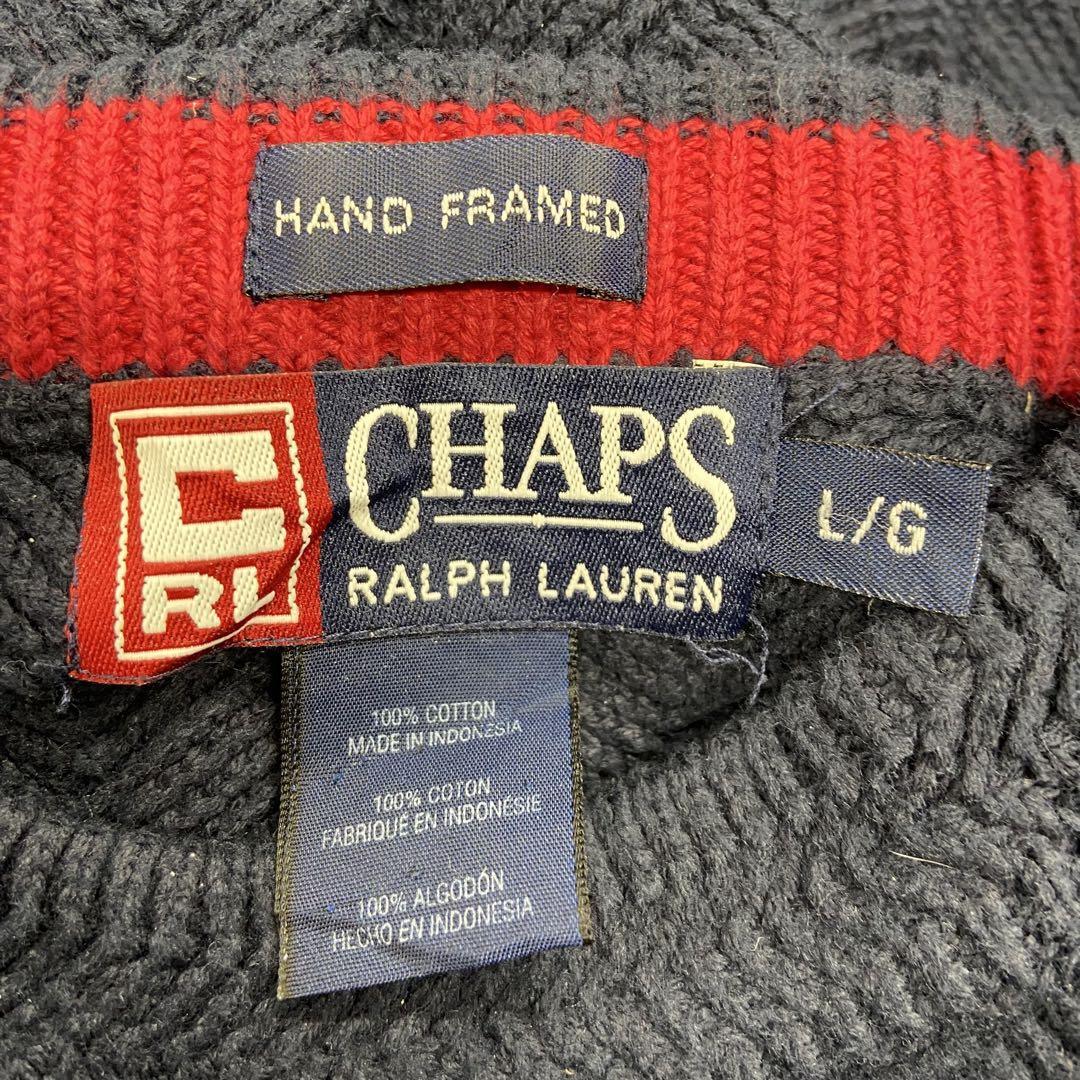 HAND FRAMED
C
RL
CHAPS
RALPH LAUREN
L/G
100% COTTON
MADE IN INDONESIA
100% COTON
FABRIQUÉ EN INDONÉSIE
100% ALGODÓN
HECHO EN INDONESIA